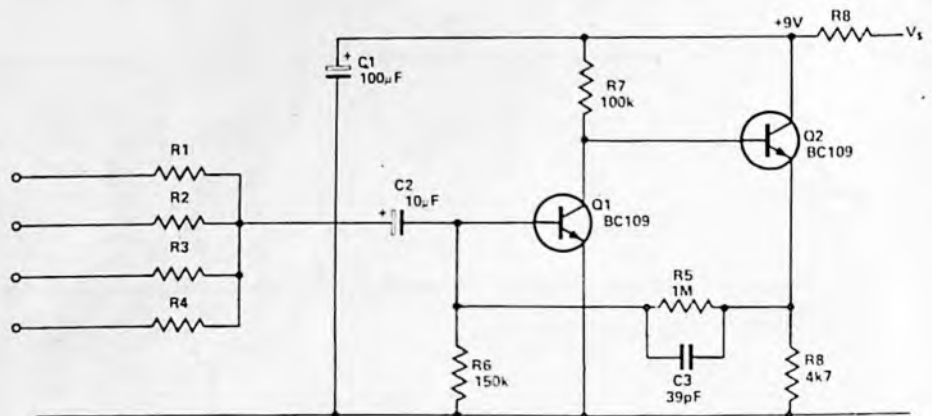 +9V
R8
Vs
+
C1
100μF
R7
100k
Q2
BC109
R1
C2
10μF
+
R2
Q1
BC109
R3
R5
1M
R4
R6
150k
C3
39pF
R8
4k7